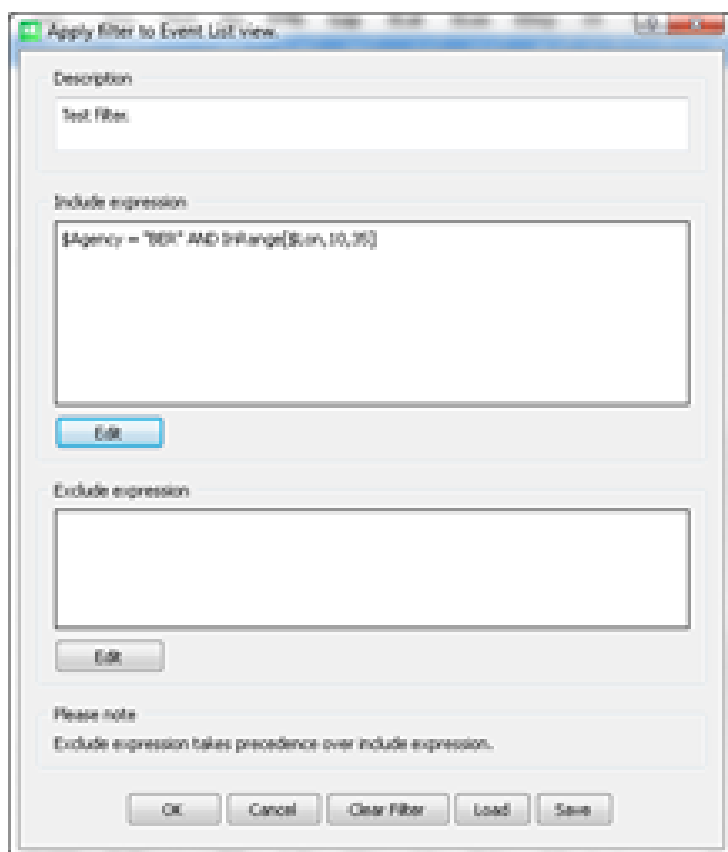 Apply filter to Event List view.
Description
Test filter.
Include expression
$Agency = "BER" AND InRange[$Lon,10,35]
Edit
Exclude expression
Edit
Please note
Exclude expression takes precedence over include expression.
OK Cancel Clear Filter Load Save